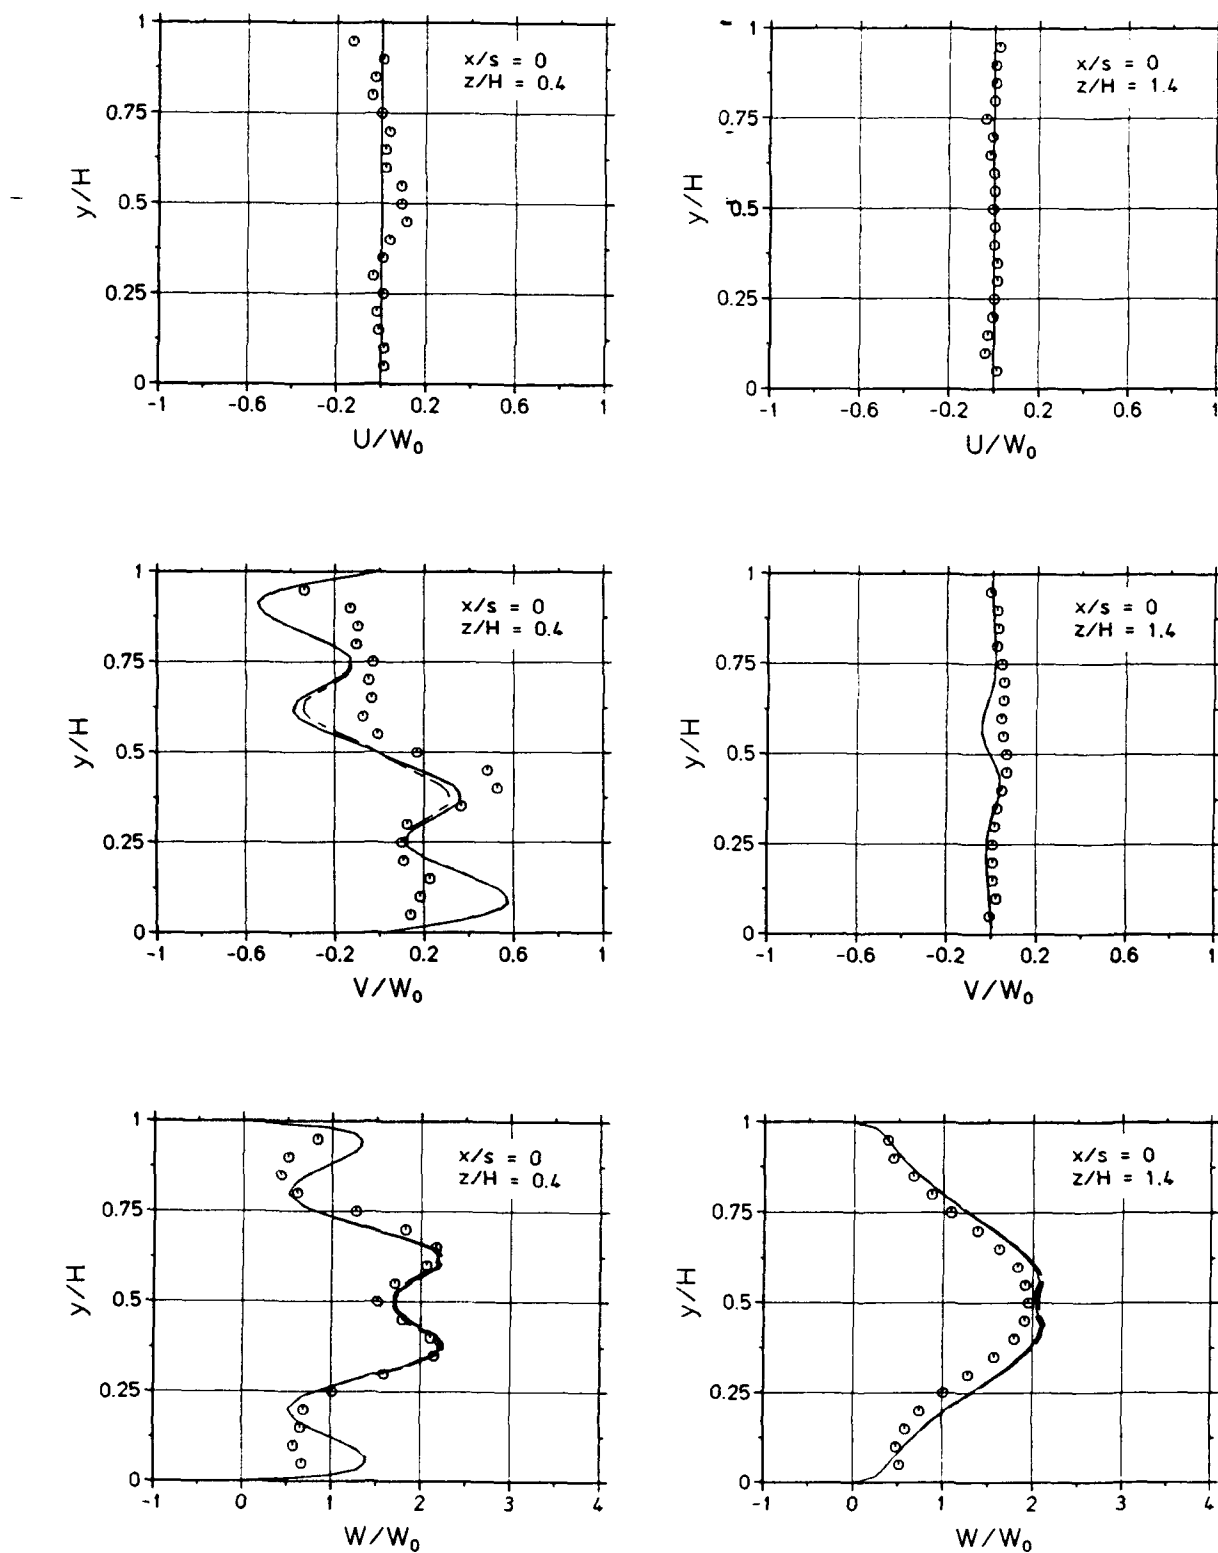 1
0.75
0.5
0.25
0
y/H
x/s = 0
z/H = 0.4
-1
-0.6
-0.2
0.2
0.6
1
U/W₀
1
0.75
0.5
0.25
0
y/H
x/s = 0
z/H = 1.4
-1
-0.6
-0.2
0.2
0.6
1
U/W₀
1
0.75
0.5
0.25
0
y/H
x/s = 0
z/H = 0.4
-1
-0.6
-0.2
0.2
0.6
1
V/W₀
1
0.75
0.5
0.25
0
y/H
x/s = 0
z/H = 1.4
-1
-0.6
-0.2
0.2
0.6
1
V/W₀
1
0.75
0.5
0.25
0
y/H
x/s = 0
z/H = 0.4
-1
0
1
2
3
4
W/W₀
1
0.75
0.5
0.25
0
y/H
x/s = 0
z/H = 1.4
-1
0
1
2
3
4
W/W₀